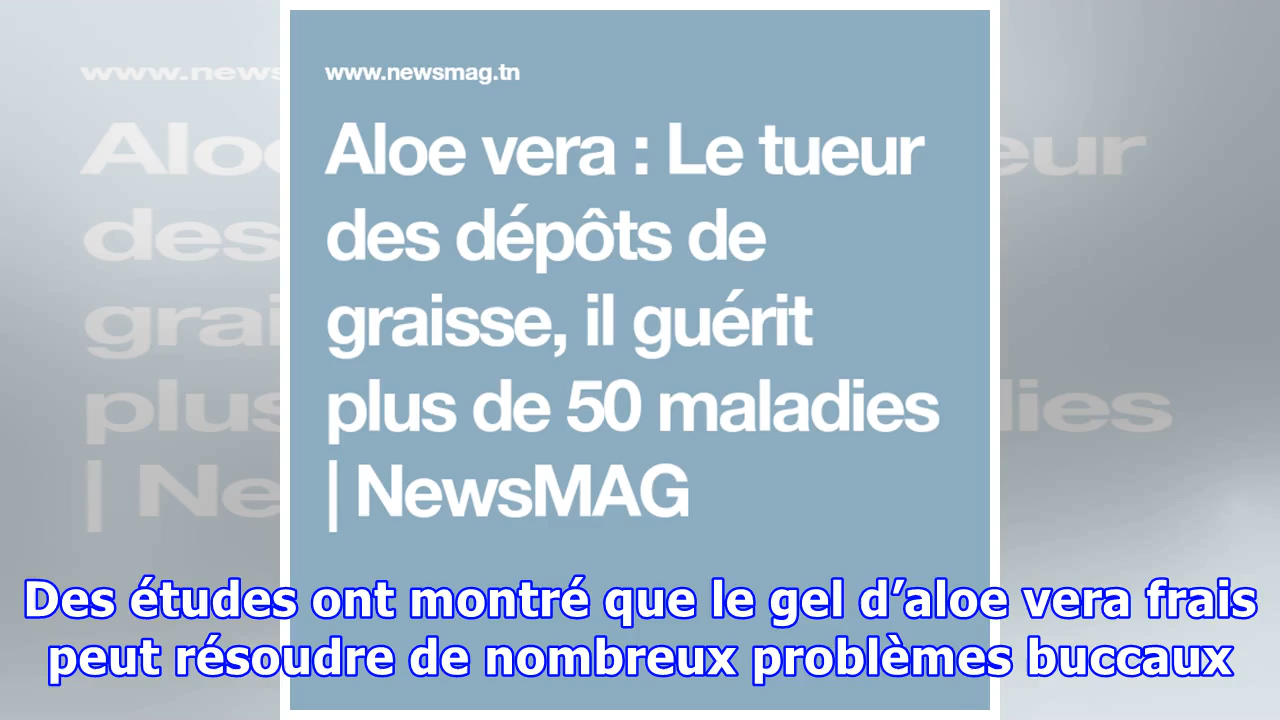 www.newsmag.tn
Aloe vera : Le tueur
des dépôts de
graisse, il guérit
plus de 50 maladies
| NewsMAG
Des études ont montré que le gel d’aloe vera frais
peut résoudre de nombreux problèmes buccaux